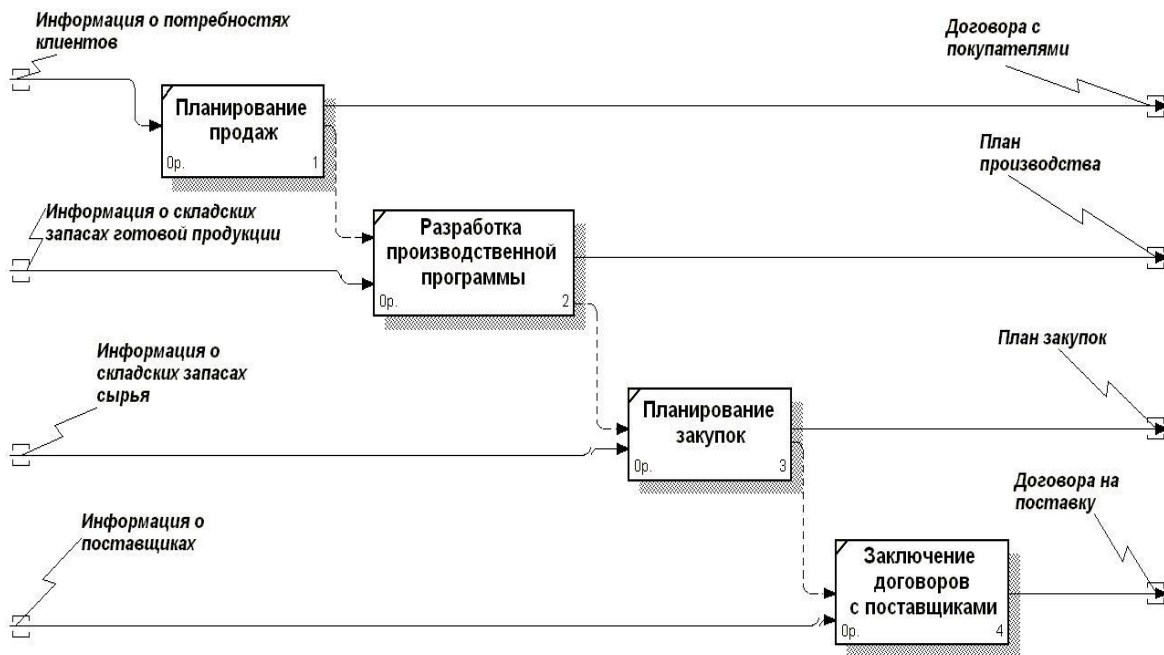 Информация о потребностях
клиентов
Договора с
покупателями
Планирование
продаж
0р.
1
План
производства
Информация о складских
запасах готовой продукции
Разработка
производственной
программы
0р.
2
Информация о
складских запасах
сырья
План закупок
Планирование
закупок
0р.
3
Договора на
поставку
Информация о
поставщиках
Заключение
договоров
с поставщиками
0р.
4